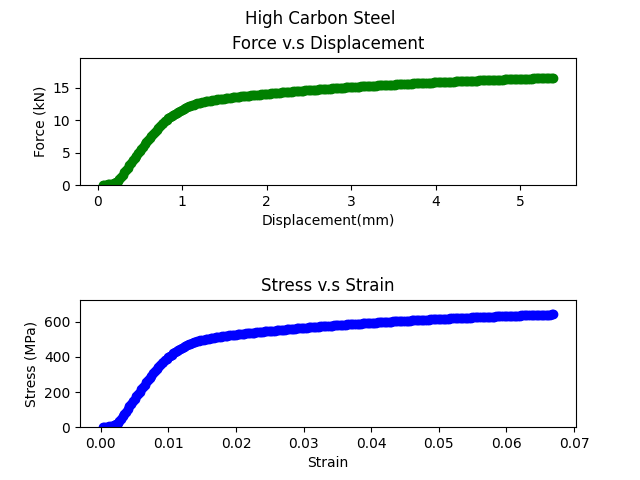 High Carbon Steel
Force v.s Displacement
15
10
5
0
Force (kN)
0 1 2 3 4 5
Displacement(mm)
Stress v.s Strain
600
400
200
0
Stress (MPa)
0.00 0.01 0.02 0.03 0.04 0.05 0.06 0.07
Strain